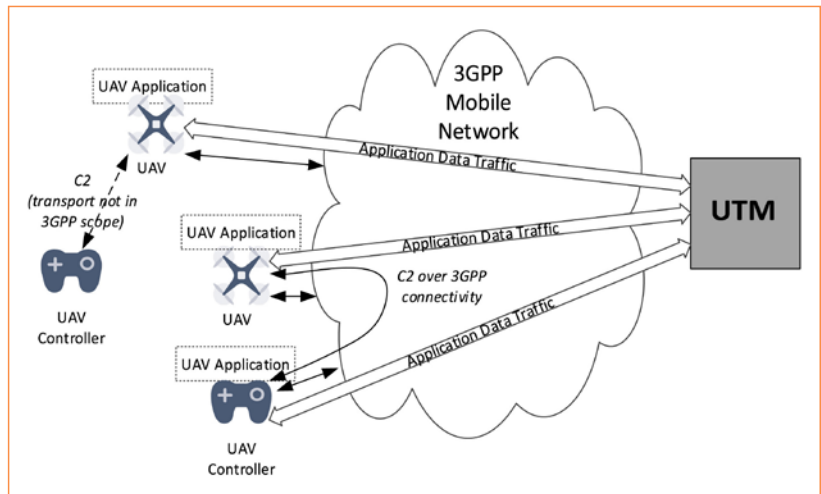 3GPP
Mobile
Network
UAV Application
UAV
Application Data Traffic
C2
(transport not in
3GPP scope)
UTM
UAV Application
Application Data Traffic
C2 over 3GPP
connectivity
UAV
UAV
Controller
Application Data Traffic
UAV Application
UAV
Controller